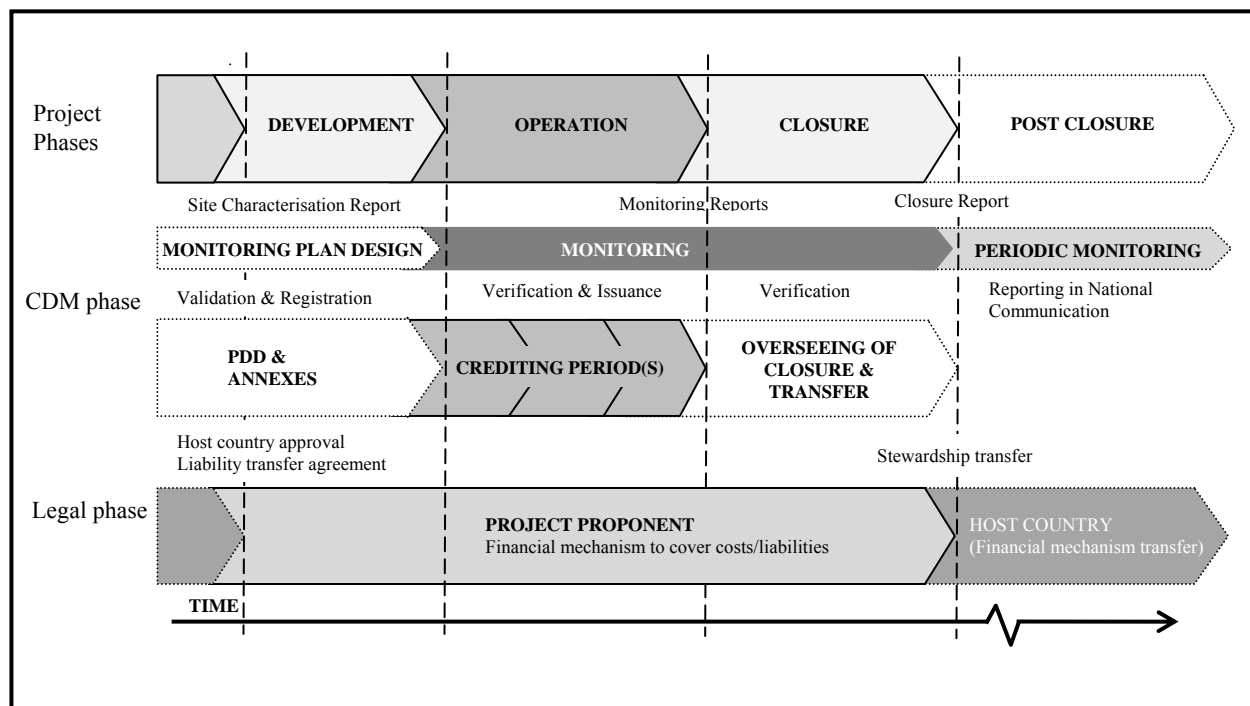 Project
Phases
DEVELOPMENT
OPERATION
CLOSURE
POST CLOSURE
Site Characterisation Report
Monitoring Reports
Closure Report
MONITORING PLAN DESIGN
MONITORING
PERIODIC MONITORING
CDM phase
Validation & Registration
Verification & Issuance
Verification
Reporting in National
Communication
PDD &
ANNEXES
CREDITING PERIOD(S)
OVERSEEING OF
CLOSURE &
TRANSFER
Host country approval
Liability transfer agreement
Stewardship transfer
Legal phase
PROJECT PROPONENT
Financial mechanism to cover costs/liabilities
HOST COUNTRY
(Financial mechanism transfer)
TIME